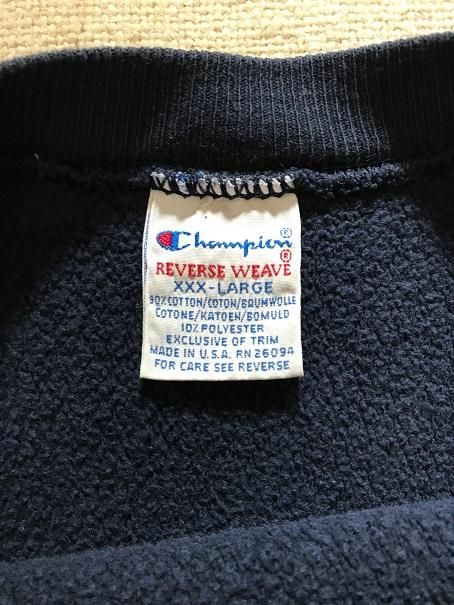 Champion®
REVERSE WEAVE®
XXX-LARGE
90% COTTON/COTON/BAUMWOLLE
COTONE/KATOEN/BOMULD
10% POLYESTER
EXCLUSIVE OF TRIM
MADE IN U.S.A. RN 26094
FOR CARE SEE REVERSE